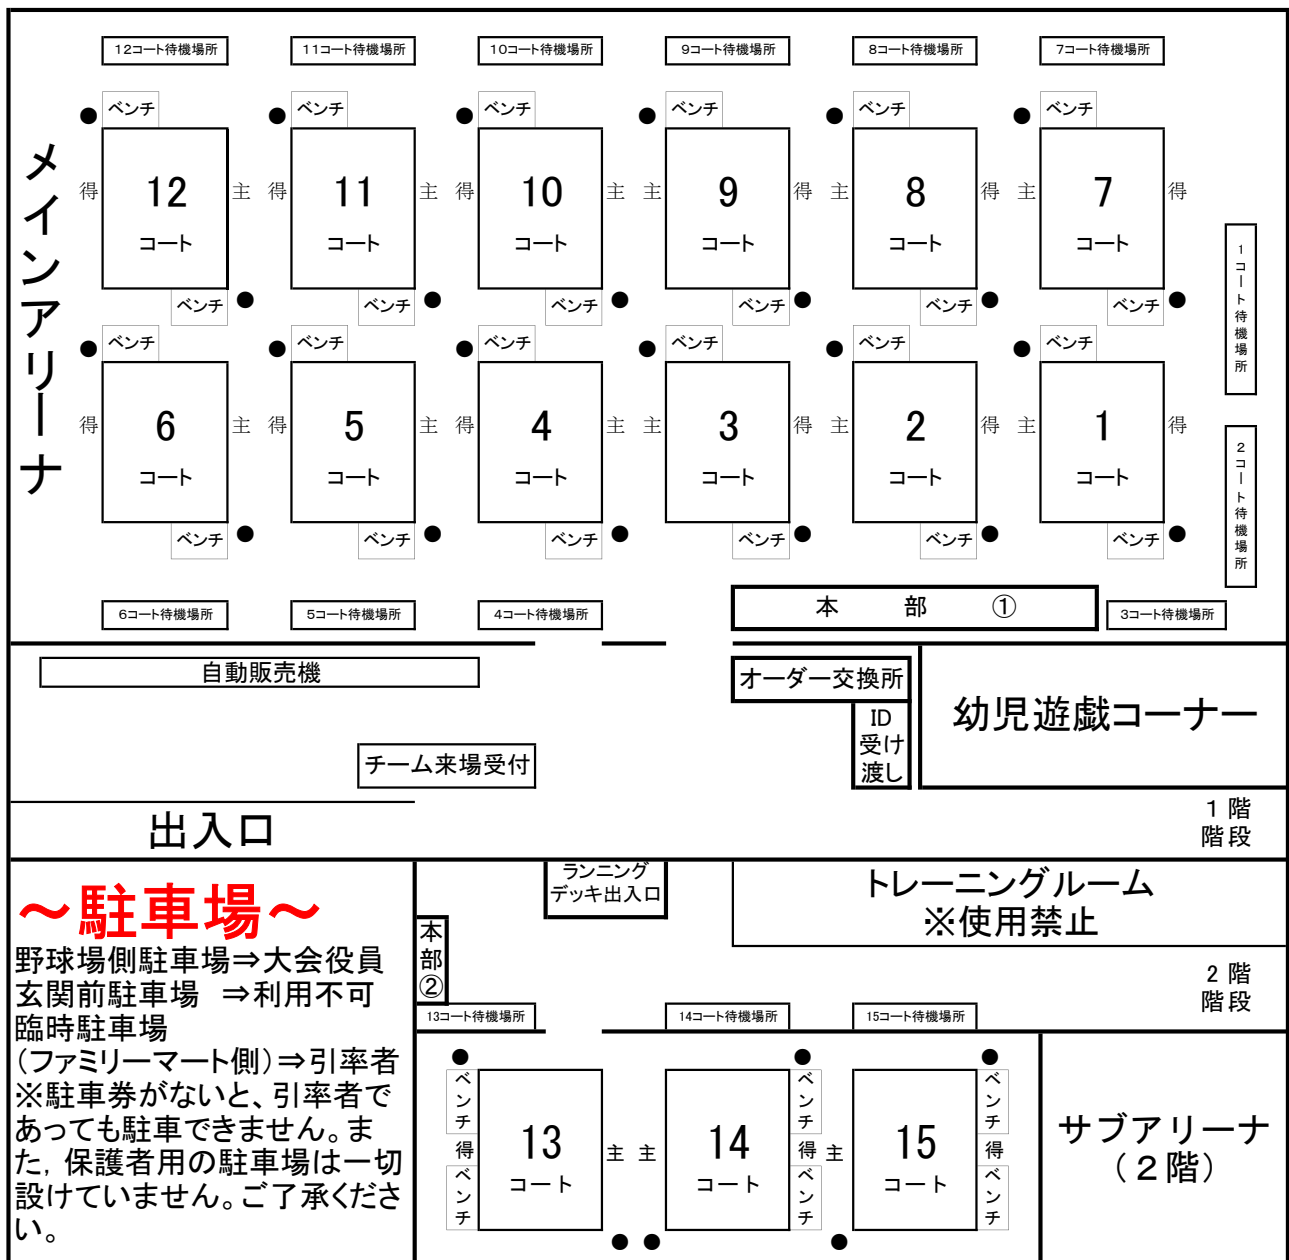 12コート待機場所
11コート待機場所
10コート待機場所
9コート待機場所
8コート待機場所
7コート待機場所
メインアリーナ
● ベンチ
● ベンチ
● ベンチ
● ベンチ
● ベンチ
● ベンチ
得 12 主
コート
得 11 主
コート
得 10 主
コート
主 9 得
コート
主 8 得
コート
主 7 得
コート
ベンチ ●
ベンチ ●
ベンチ ●
ベンチ ●
ベンチ ●
ベンチ ●
1コート待機場所
● ベンチ
● ベンチ
● ベンチ
● ベンチ
● ベンチ
● ベンチ
得 6 主
コート
得 5 主
コート
得 4 主
コート
主 3 得
コート
主 2 得
コート
主 1 得
コート
ベンチ ●
ベンチ ●
ベンチ ●
ベンチ ●
ベンチ ●
ベンチ ●
2コート待機場所
6コート待機場所
5コート待機場所
4コート待機場所
本 部 ①
3コート待機場所
自動販売機
オーダー交換所
ID
受け
渡し
幼児遊戯コーナー
チーム来場受付
出入口
1階
階段
~駐車場~
野球場側駐車場⇒大会役員
玄関前駐車場 ⇒利用不可
臨時駐車場
(ファミリーマート側)⇒引率者
※駐車券がないと、引率者で
あっても駐車できません。ま
た,保護者用の駐車場は一切
設けていません。ご了承くださ
い。
ランニング
デッキ出入口
トレーニングルーム
※使用禁止
本部②
2階
階段
13コート待機場所
14コート待機場所
15コート待機場所
●
ベンチ
得
ベンチ
13
コート
主
●
主
●
14
コート
●
ベンチ
得
ベンチ
主
●
15
コート
●
ベンチ
得
ベンチ
サブアリーナ
(2階)